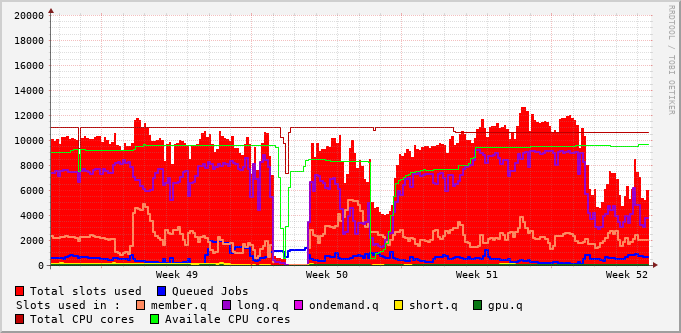 RRDTOOL / TOBI OETIKER
20000
18000
16000
14000
12000
10000
8000
6000
4000
2000
0
Week 49 Week 50 Week 51 Week 52
Total slots used Queued Jobs
Slots used in : member.q long.q ondemand.q short.q gpu.q
Total CPU cores Availale CPU cores